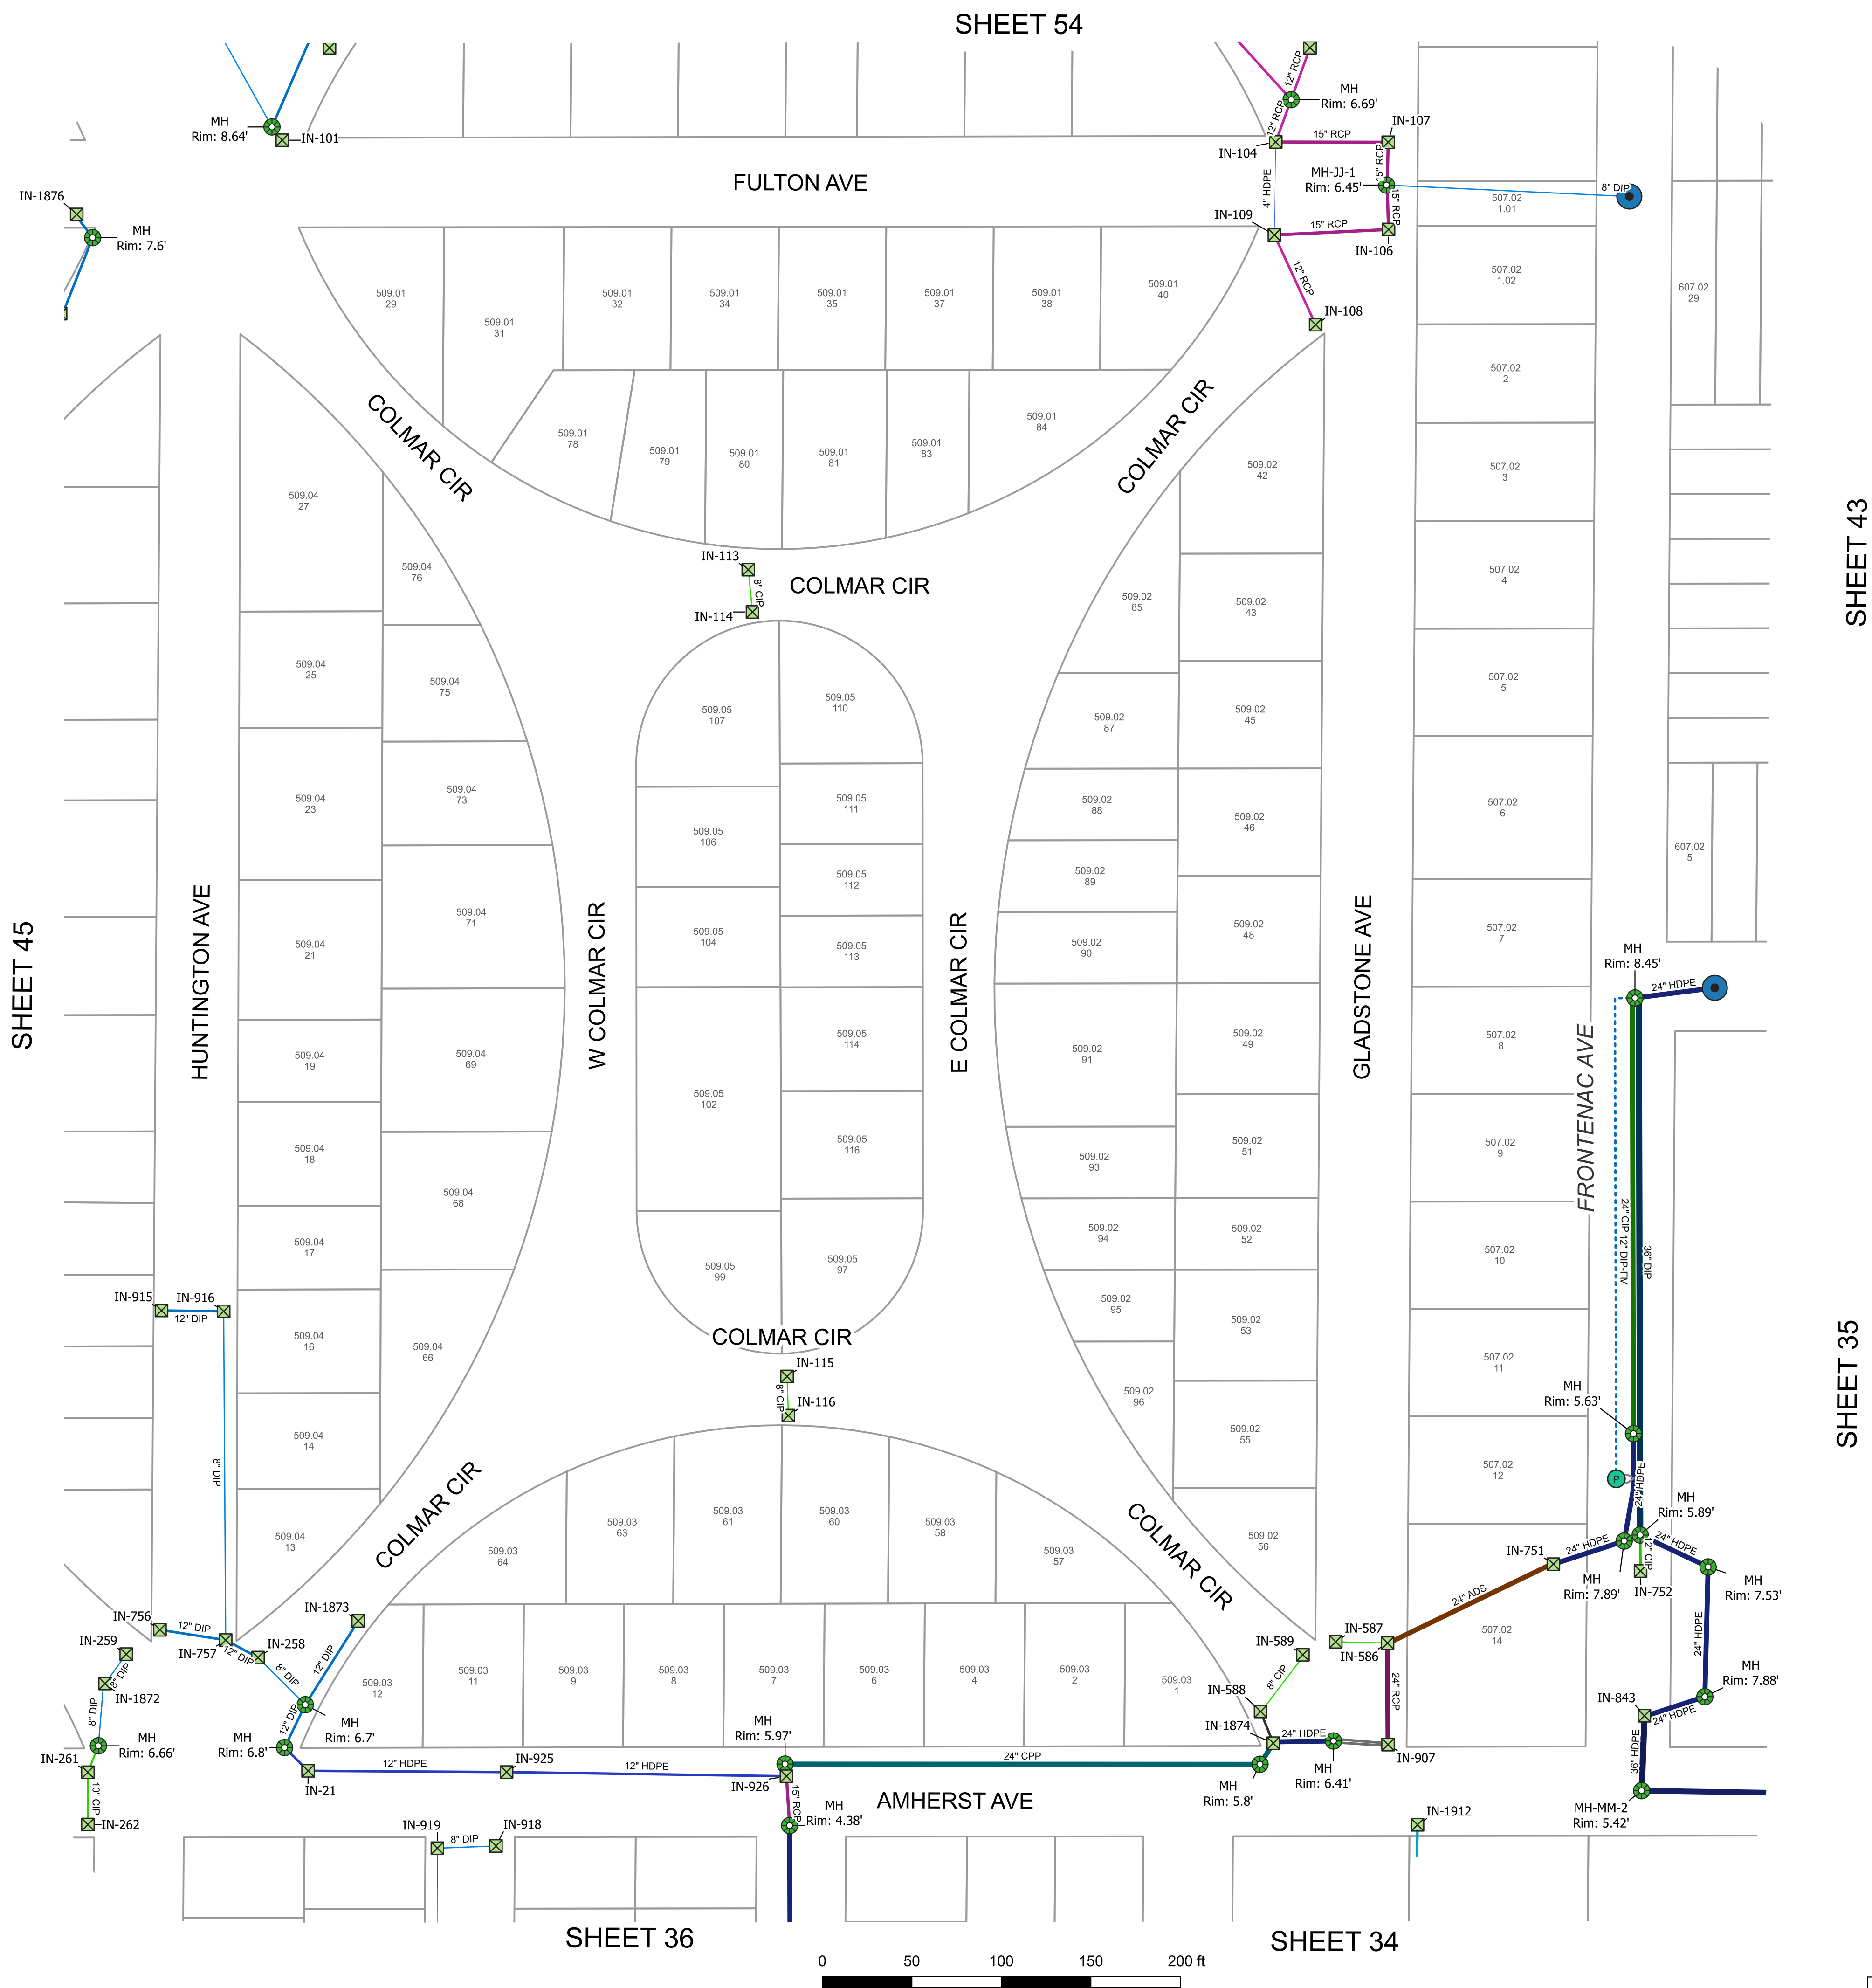 SHEET 54
12" RCP
MH
Rim: 6.69'
MH
Rim: 8.64'
IN-101
12" RCP
15" RCP
IN-107
IN-104
FULTON AVE
15" RCP
MH-JJ-1
Rim: 6.45'
8" DIP
4" HDPE
15" RCP
IN-1876
MH
Rim: 7.6'
IN-109
15" RCP
IN-106
507.02
1.01
12" RCP
IN-108
507.02
1.02
607.02
29
509.01
29
509.01
31
509.01
32
509.01
34
509.01
35
509.01
37
509.01
38
509.01
40
507.02
2
COLMAR CIR
COLMAR CIR
509.01
78
509.01
79
509.01
80
509.01
81
509.01
83
509.01
84
509.02
42
507.02
3
509.04
27
SHEET 43
IN-113
8" CIP
IN-114
COLMAR CIR
509.04
76
509.02
85
509.02
43
507.02
4
509.04
25
509.04
75
509.05
107
509.05
110
509.02
87
509.02
45
507.02
5
509.04
23
509.04
73
509.05
106
509.05
111
509.02
88
509.02
46
507.02
6
509.05
112
509.02
89
607.02
5
SHEET 45
HUNTINGTON AVE
509.04
21
509.04
71
W COLMAR CIR
509.05
104
509.05
113
E COLMAR CIR
509.02
90
509.02
48
GLADSTONE AVE
507.02
7
MH
Rim: 8.45'
24" HDPE
509.04
19
509.04
69
509.05
102
509.05
114
509.02
91
509.02
49
507.02
8
FRONTENAC AVE
509.04
18
509.04
68
509.05
116
509.02
93
509.02
51
507.02
9
509.04
17
509.05
99
509.05
97
509.02
94
509.02
52
507.02
10
24" CIP
12" DIP-FM
36" DIP
IN-915
IN-916
12" DIP
509.04
16
509.04
66
COLMAR CIR
509.02
95
509.02
53
507.02
11
SHEET 35
IN-115
8" CIP
IN-116
509.02
96
509.02
55
MH
Rim: 5.63'
509.04
14
8" DIP
507.02
12
P
24" HDPE
509.04
13
COLMAR CIR
509.03
64
509.03
63
509.03
61
509.03
60
509.03
58
509.03
57
COLMAR CIR
509.02
56
MH
Rim: 5.89'
IN-751
24" HDPE
12" CIP
24" HDPE
MH
Rim: 7.89'
IN-752
MH
Rim: 7.53'
24" ADS
IN-756
12" DIP
IN-1873
IN-259
IN-757
12" DIP
IN-258
8" DIP
12" DIP
IN-589
IN-587
IN-586
507.02
14
24" HDPE
8" DIP
IN-1872
8" DIP
509.03
12
509.03
11
509.03
9
509.03
8
509.03
7
509.03
6
509.03
4
509.03
2
509.03
1
8" CIP
IN-588
24" RCP
MH
Rim: 7.88'
IN-843
24" HDPE
12" DIP
MH
Rim: 6.7'
MH
Rim: 6.8'
MH
Rim: 6.66'
IN-261
MH
Rim: 5.97'
IN-1874
24" HDPE
24" CPP
IN-907
36" HDPE
12" HDPE
IN-925
12" HDPE
IN-21
IN-926
MH
Rim: 5.8'
MH
Rim: 6.41'
10" CIP
IN-262
15" RCP
MH
Rim: 4.38'
AMHERST AVE
IN-1912
MH-MM-2
Rim: 5.42'
IN-919
8" DIP
IN-918
SHEET 36
SHEET 34
0 50 100 150 200 ft